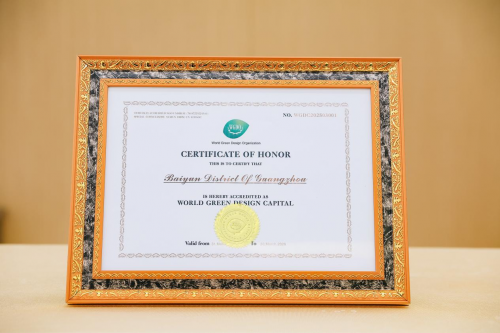 NO.
World Green Design Organization
CERTIFICATE OF HONOR
THIS IS TO CERTIFY THAT
Baiyun District Of Guangzhou
IS HEREBY ACCREDITED AS
WORLD GREEN DESIGN CAPITAL
Valid from To